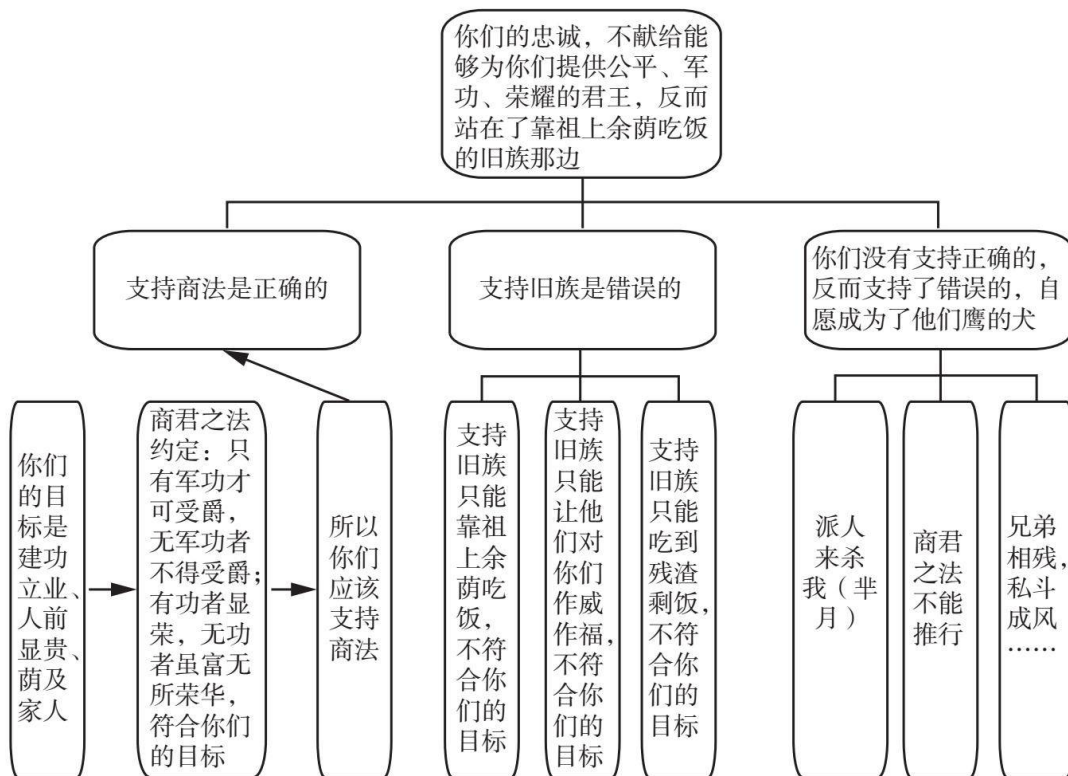 你们的忠诚，不献给能
够为你们提供公平、军
功、荣耀的君王，反而
站在了靠祖上余荫吃饭
的旧族那边
支持商法是正确的
支持旧族是错误的
你们没有支持正确的，
反而支持了错误的，自
愿成为了他们鹰的犬
你们
的目
标是
建功
立业、
人前
显贵、
荫及
家人
商君之法
约定：只
有军功才
可受爵，
无军功者
不得受爵；
有功者显
荣，无功
者虽富无
所荣华，
符合你们
的目标
所以
你们
应该
支持
商法
支持
旧族
只能
靠祖
上余
荫吃
饭，
不符
合你
们的
目标
支持
旧族
只能
让他
们对
你们
作威
作福，
不符
合你
们的
目标
支持
旧族
只能
吃到
残渣
剩饭，
不符
合你
们的
目标
派人
来杀
我（芈
月）
商君
之法
不能
推行
兄弟
相残，
私斗
成风
……